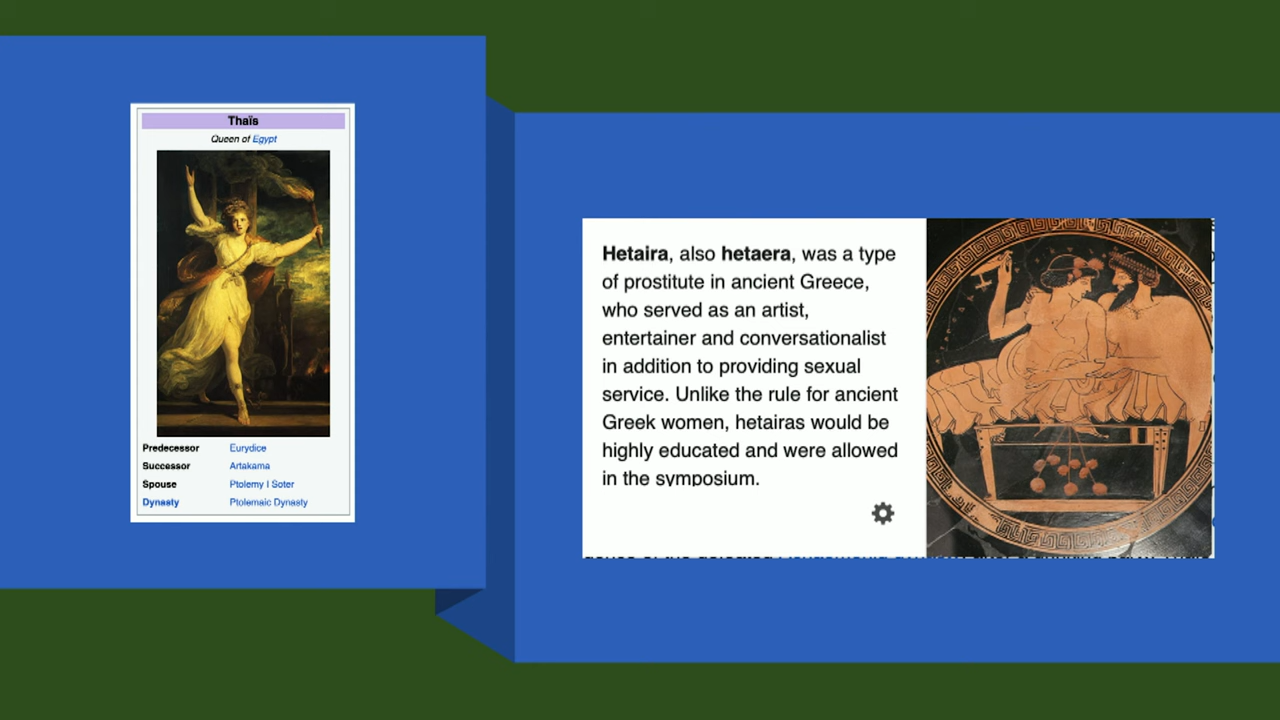 Thaïs
Queen of Egypt
Predecessor Eurydice
Successor Artakama
Spouse Ptolemy I Soter
Dynasty Ptolemaic Dynasty
Hetaira, also hetaera, was a type
of prostitute in ancient Greece,
who served as an artist,
entertainer and conversationalist
in addition to providing sexual
service. Unlike the rule for ancient
Greek women, hetairas would be
highly educated and were allowed
in the symposium.